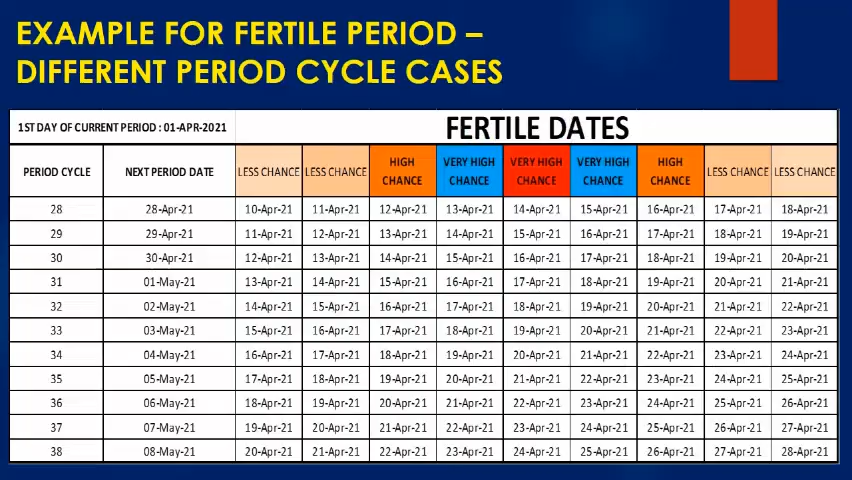 EXAMPLE FOR FERTILE PERIOD –
DIFFERENT PERIOD CYCLE CASES
1ST DAY OF CURRENT PERIOD : 01-APR-2021 FERTILE DATES
PERIOD CYCLE NEXT PERIOD DATE LESS CHANCE LESS CHANCE HIGH CHANCE VERY HIGH CHANCE VERY HIGH CHANCE VERY HIGH CHANCE HIGH CHANCE LESS CHANCE LESS CHANCE
28 28-Apr-21 10-Apr-21 11-Apr-21 12-Apr-21 13-Apr-21 14-Apr-21 15-Apr-21 16-Apr-21 17-Apr-21 18-Apr-21
29 29-Apr-21 11-Apr-21 12-Apr-21 13-Apr-21 14-Apr-21 15-Apr-21 16-Apr-21 17-Apr-21 18-Apr-21 19-Apr-21
30 30-Apr-21 12-Apr-21 13-Apr-21 14-Apr-21 15-Apr-21 16-Apr-21 17-Apr-21 18-Apr-21 19-Apr-21 20-Apr-21
31 01-May-21 13-Apr-21 14-Apr-21 15-Apr-21 16-Apr-21 17-Apr-21 18-Apr-21 19-Apr-21 20-Apr-21 21-Apr-21
32 02-May-21 14-Apr-21 15-Apr-21 16-Apr-21 17-Apr-21 18-Apr-21 19-Apr-21 20-Apr-21 21-Apr-21 22-Apr-21
33 03-May-21 15-Apr-21 16-Apr-21 17-Apr-21 18-Apr-21 19-Apr-21 20-Apr-21 21-Apr-21 22-Apr-21 23-Apr-21
34 04-May-21 16-Apr-21 17-Apr-21 18-Apr-21 19-Apr-21 20-Apr-21 21-Apr-21 22-Apr-21 23-Apr-21 24-Apr-21
35 05-May-21 17-Apr-21 18-Apr-21 19-Apr-21 20-Apr-21 21-Apr-21 22-Apr-21 23-Apr-21 24-Apr-21 25-Apr-21
36 06-May-21 18-Apr-21 19-Apr-21 20-Apr-21 21-Apr-21 22-Apr-21 23-Apr-21 24-Apr-21 25-Apr-21 26-Apr-21
37 07-May-21 19-Apr-21 20-Apr-21 21-Apr-21 22-Apr-21 23-Apr-21 24-Apr-21 25-Apr-21 26-Apr-21 27-Apr-21
38 08-May-21 20-Apr-21 21-Apr-21 22-Apr-21 23-Apr-21 24-Apr-21 25-Apr-21 26-Apr-21 27-Apr-21 28-Apr-21